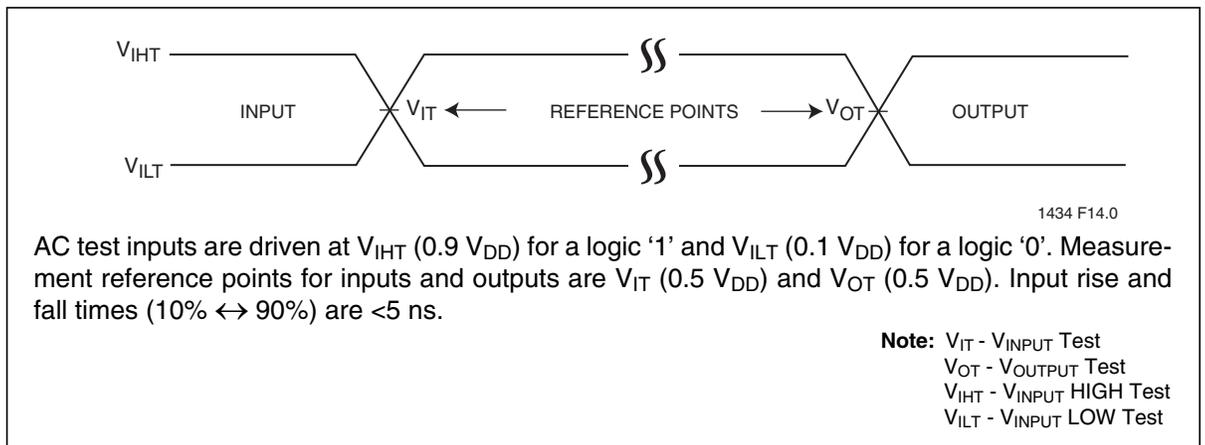 VIHT
INPUT VIT REFERENCE POINTS VOT OUTPUT
VILT
1434 F14.0
AC test inputs are driven at VIHT (0.9 VDD) for a logic ‘1’ and VILT (0.1 VDD) for a logic ‘0’. Measure-
ment reference points for inputs and outputs are VIT (0.5 VDD) and VOT (0.5 VDD). Input rise and
fall times (10% ↔ 90%) are <5 ns.
Note: VIT - VINPUT Test
VOT - VOUTPUT Test
VIHT - VINPUT HIGH Test
VILT - VINPUT LOW Test